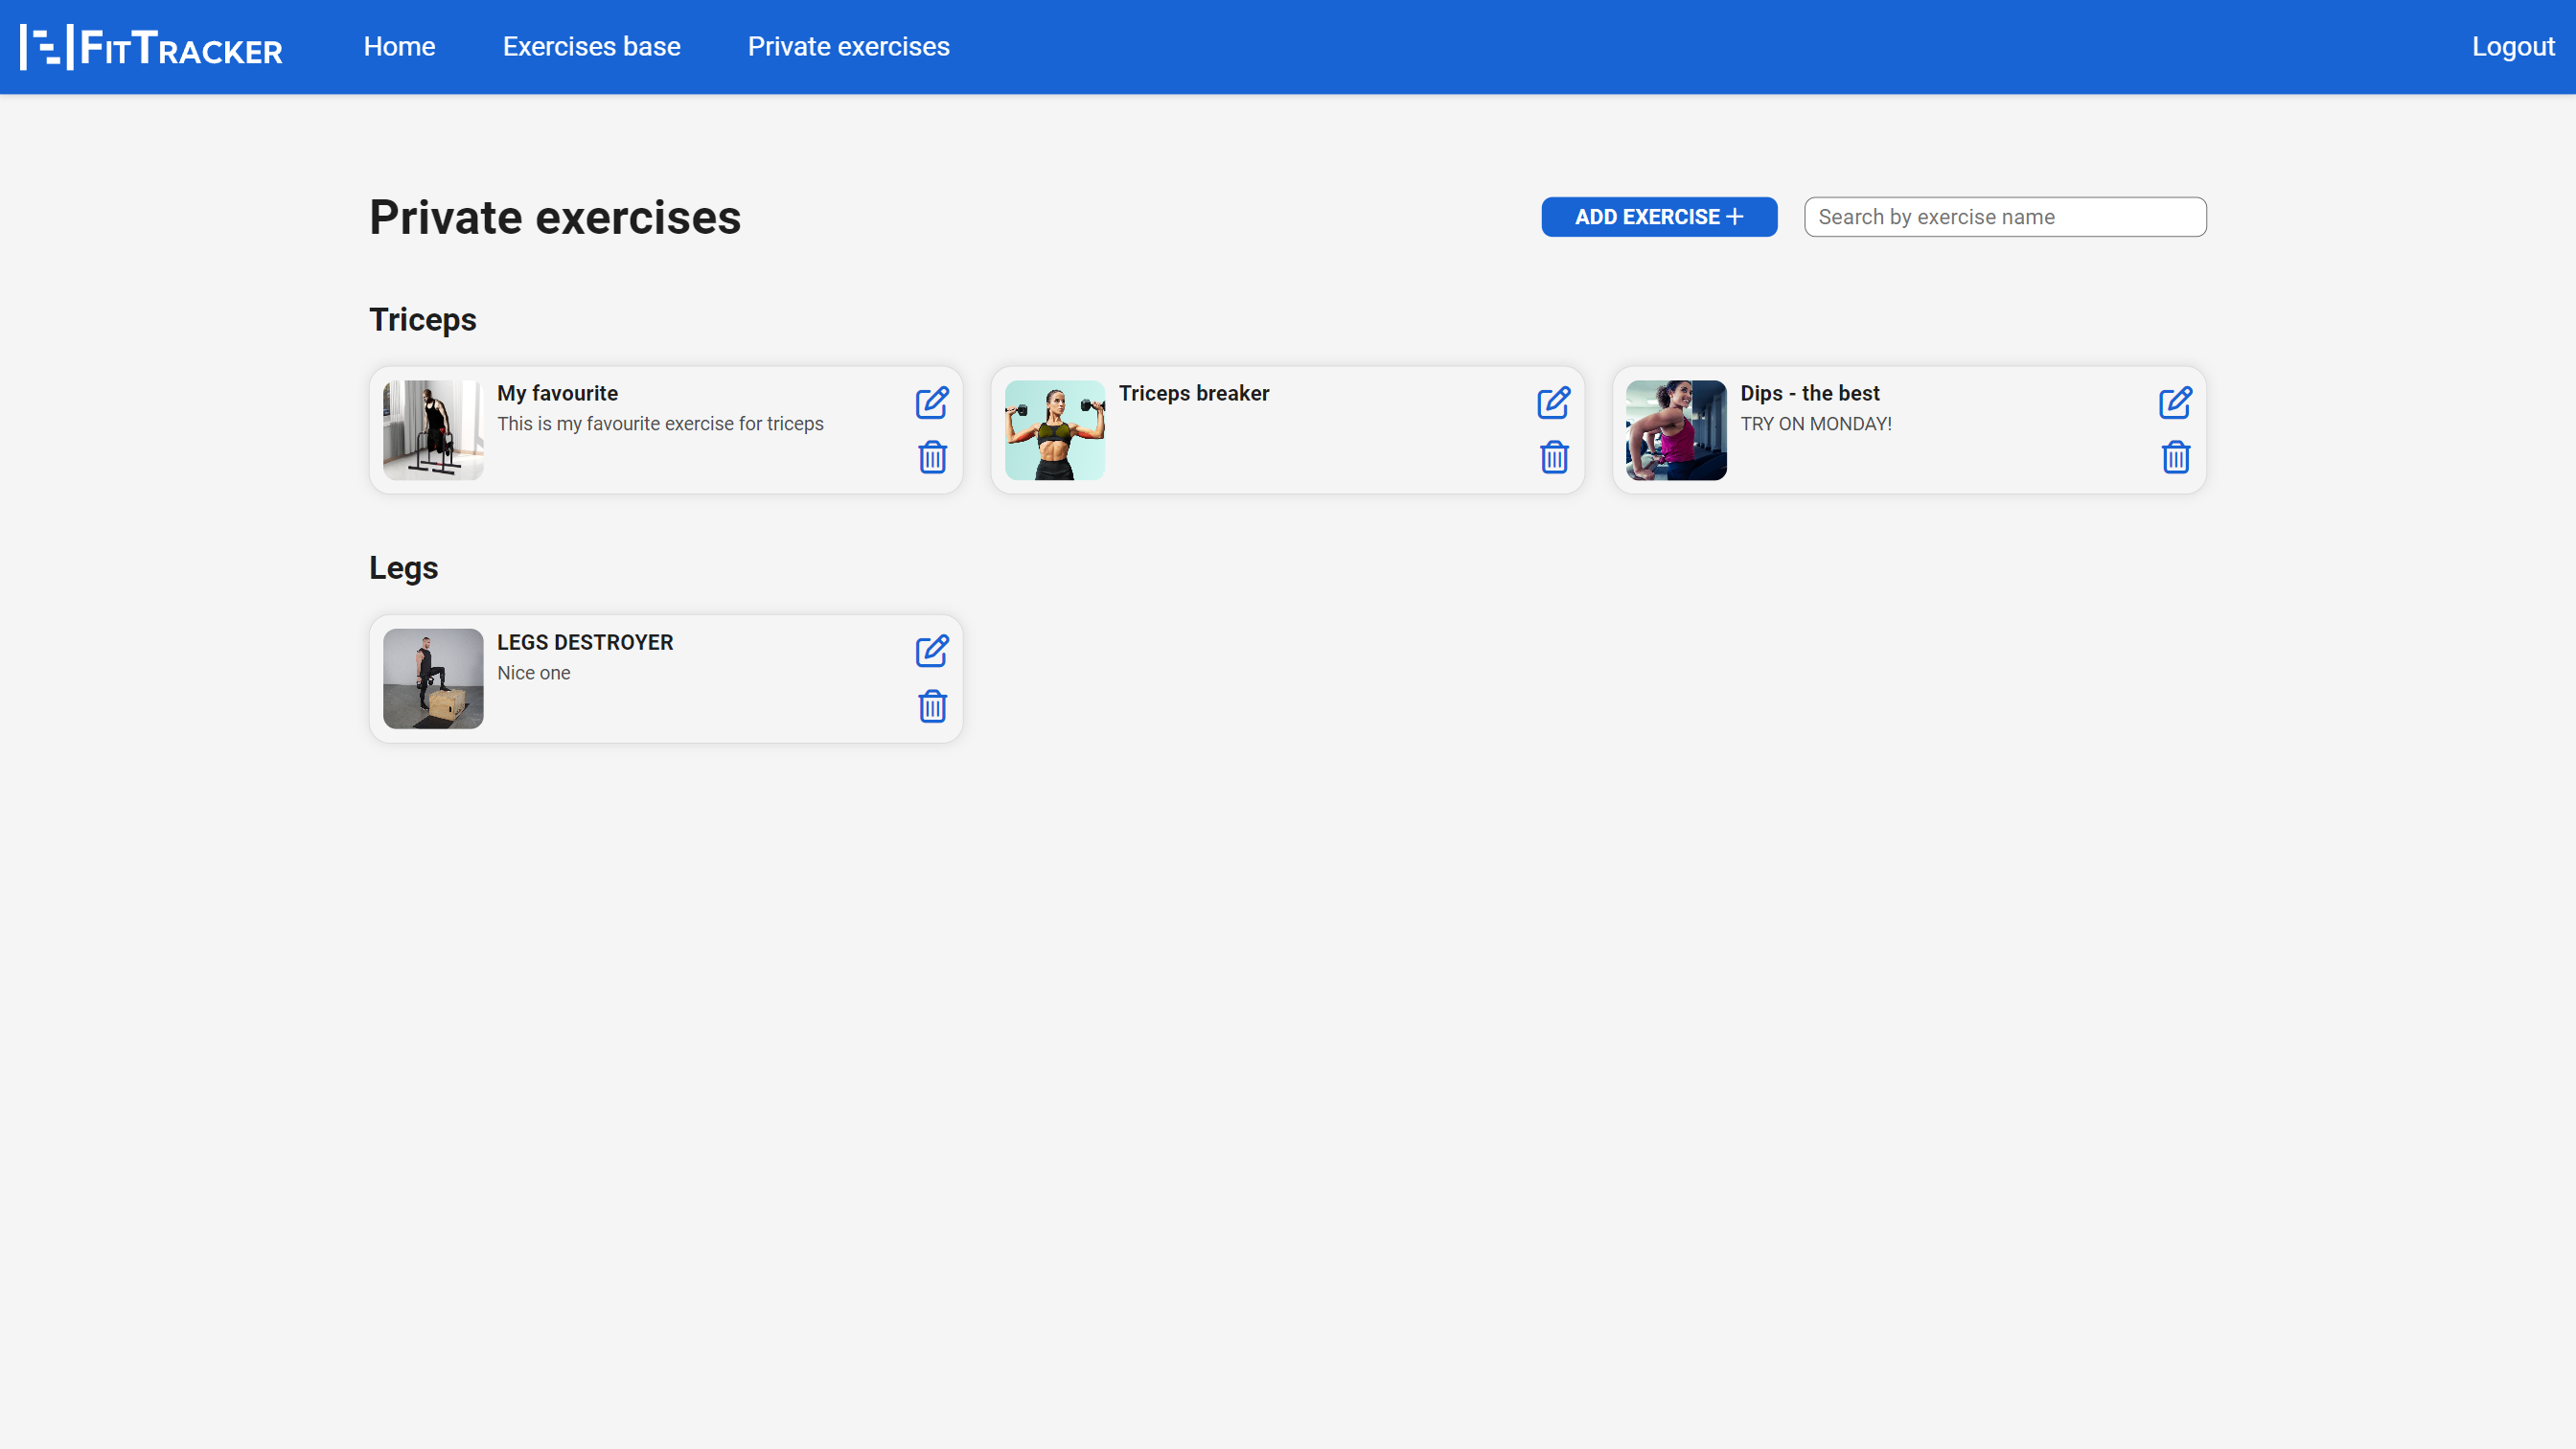 FitTracker
Home
Exercises base
Private exercises
Logout
Private exercises
ADD EXERCISE
Search by exercise name
Triceps
My favourite
This is my favourite exercise for triceps
Triceps breaker
Dips - the best
TRY ON MONDAY!
Legs
LEGS DESTROYER
Nice one